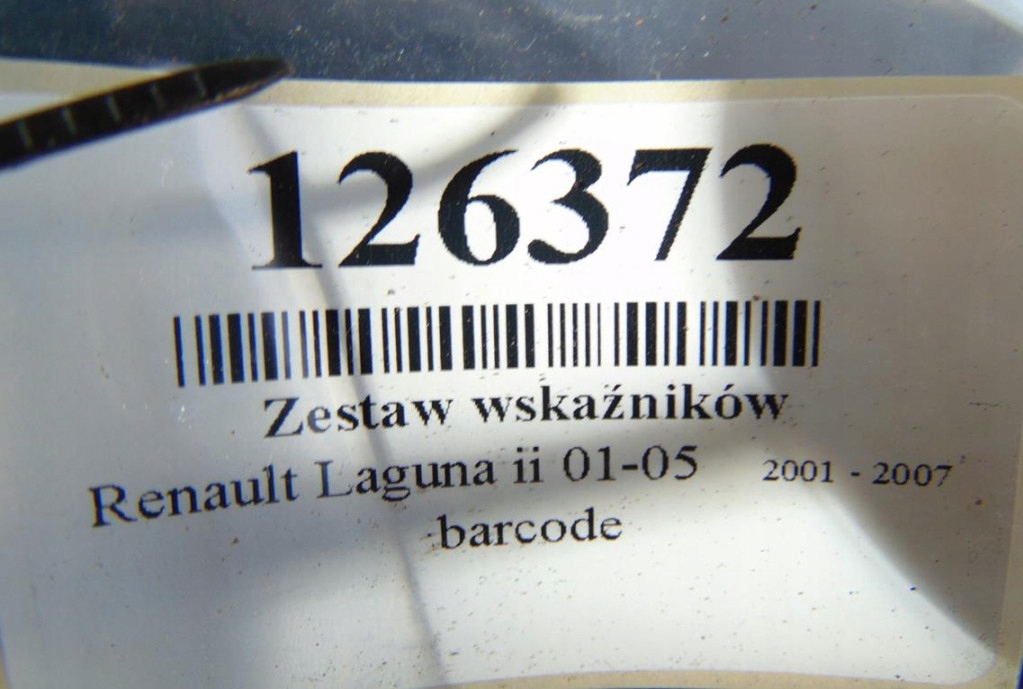 126372
Zestaw wskaźników
Renault Laguna ii 01-05 2001 - 2007
barcode